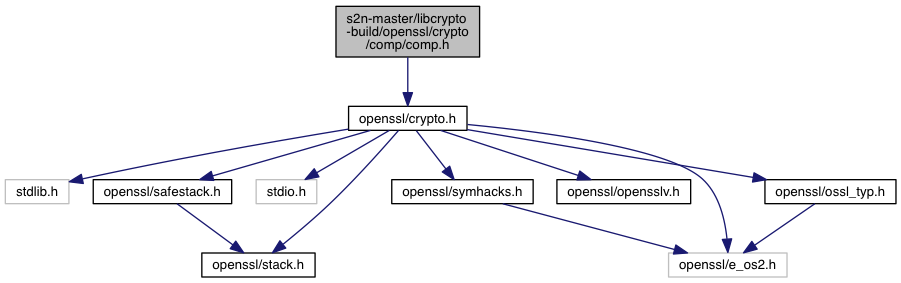 s2n-master/libcrypto
-build/openssl/crypto
/comp/comp.h
openssl/crypto.h
stdlib.h
openssl/safestack.h
stdio.h
openssl/symhacks.h
openssl/opensslv.h
openssl/ossl_typ.h
openssl/stack.h
openssl/e_os2.h